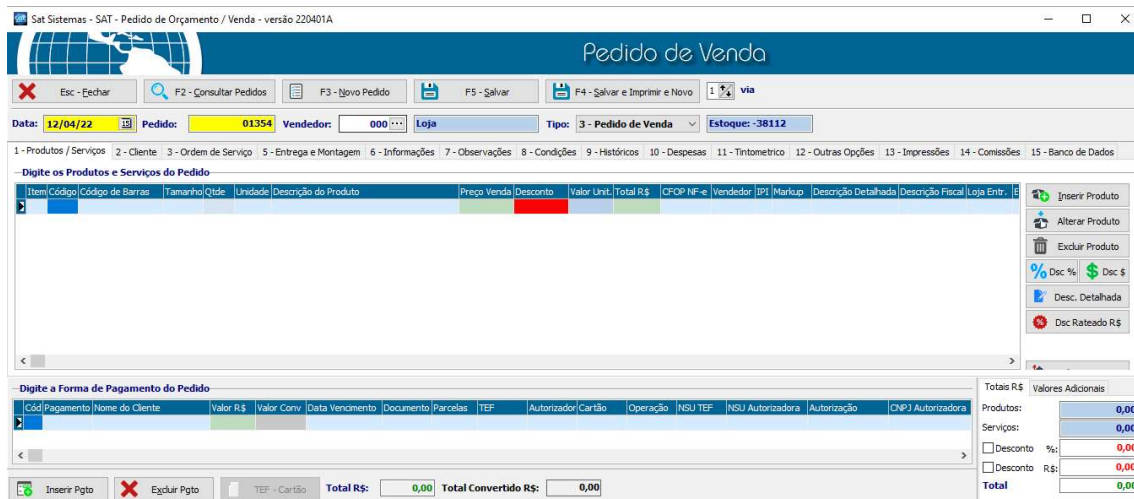 Sat Sistemas - SAT - Pedido de Orçamento / Venda - versão 220401A
Pedido de Venda
Esc - Fechar F2 - Consultar Pedidos F3 - Novo Pedido F5 - Salvar F4 - Salvar e Imprimir e Novo 1 via
Data: 12/04/22 15 Pedido: 01354 Vendedor: 000 ... Loja Tipo: 3 - Pedido de Venda Estoque: -38112
1 - Produtos / Serviços 2 - Cliente 3 - Ordem de Serviço 5 - Entrega e Montagem 6 - Informações 7 - Observações 8 - Condições 9 - Históricos 10 - Despesas 11 - Tintometrico 12 - Outras Opções 13 - Impressões 14 - Comissões 15 - Banco de Dados
Digite os Produtos e Serviços do Pedido
Item Código Código de Barras Tamanho Qtde Unidade Descrição do Produto Preço Venda Desconto Valor Unit. Total R$ CFOP NF-e Vendedor IPI Markup Descrição Detalhada Descrição Fiscal Loja Entr. E
Inserir Produto
Alterar Produto
Excluir Produto
% Dsc % $ Dsc $
Desc. Detalhada
Dsc Rateado R$
Digite a Forma de Pagamento do Pedido
Cód Pagamento Nome do Cliente Valor R$ Valor Conv Data Vencimento Documento Parcelas TEF Autorizador Cartão Operação NSU TEF NSU Autorizadora Autorização CNPJ Autorizadora
Totais R$ Valores Adicionais
Produtos: 0,00
Serviços: 0,00
Desconto %: 0,00
Desconto R$: 0,00
Total 0,00
Inserir Pgto Excluir Pgto TEF - Cartão Total R$: 0,00 Total Convertido R$: 0,00